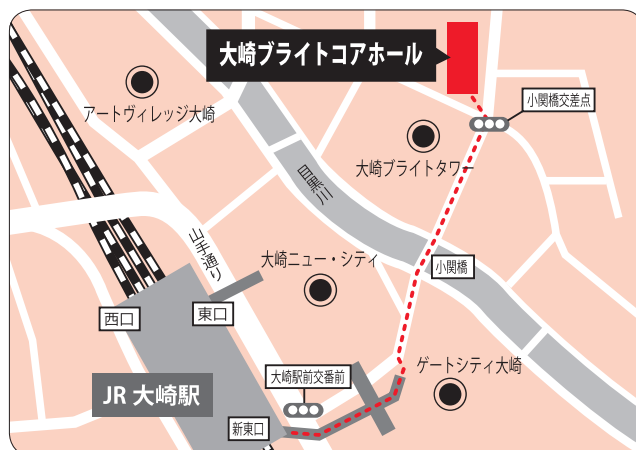 大崎ブライトコアホール
小関橋交差点
アートヴィレッジ大崎
大崎ブライトタワー
目黒川
山手通り
大崎ニュー・シティ
小関橋
東口
西口
ゲートシティ大崎
大崎駅前交番前
JR 大崎駅
新東口